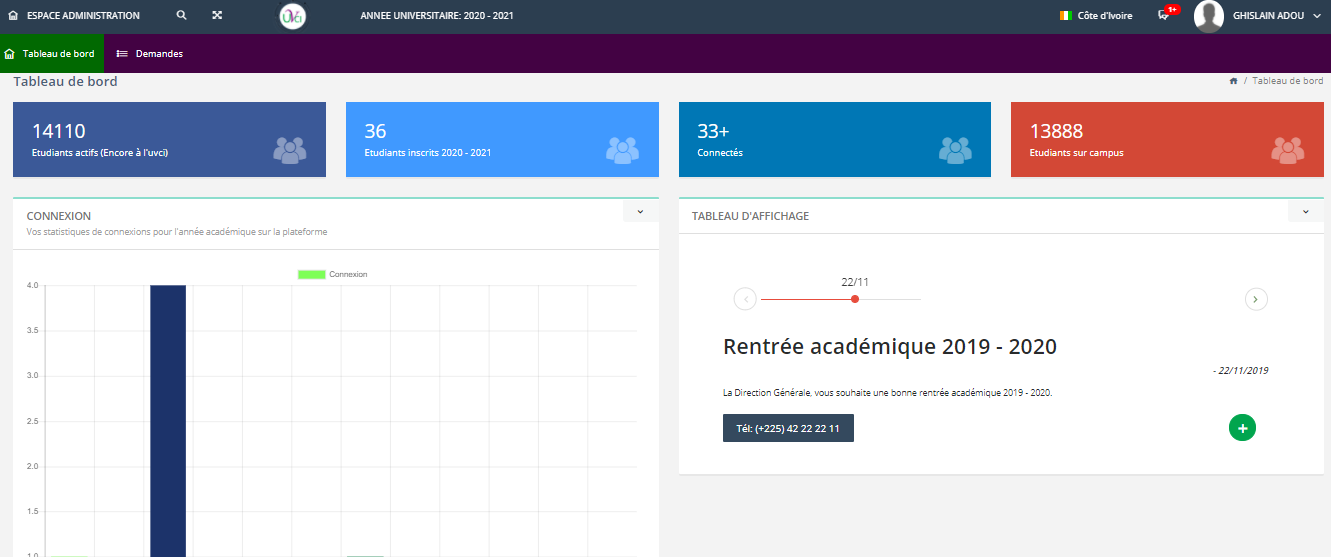 ESPACE ADMINISTRATION
UVCI
ANNEE UNIVERSITAIRE: 2020 - 2021
Côte d'Ivoire
9+
GHISLAIN ADOU
Tableau de bord
Demandes
Tableau de bord
/ Tableau de bord
14110
Etudiants actifs (Encore à l'uvci)
36
Etudiants inscrits 2020 - 2021
33+
Connectés
13888
Etudiants sur campus
CONNEXION
Vos statistiques de connexions pour l'année académique sur la plateforme
Connexion
4.0
3.5
3.0
2.5
2.0
1.5
1.0
TABLEAU D'AFFICHAGE
22/11
Rentrée académique 2019 - 2020
- 22/11/2019
La Direction Générale, vous souhaite une bonne rentrée académique 2019 - 2020.
Tél: (+225) 42 22 22 11